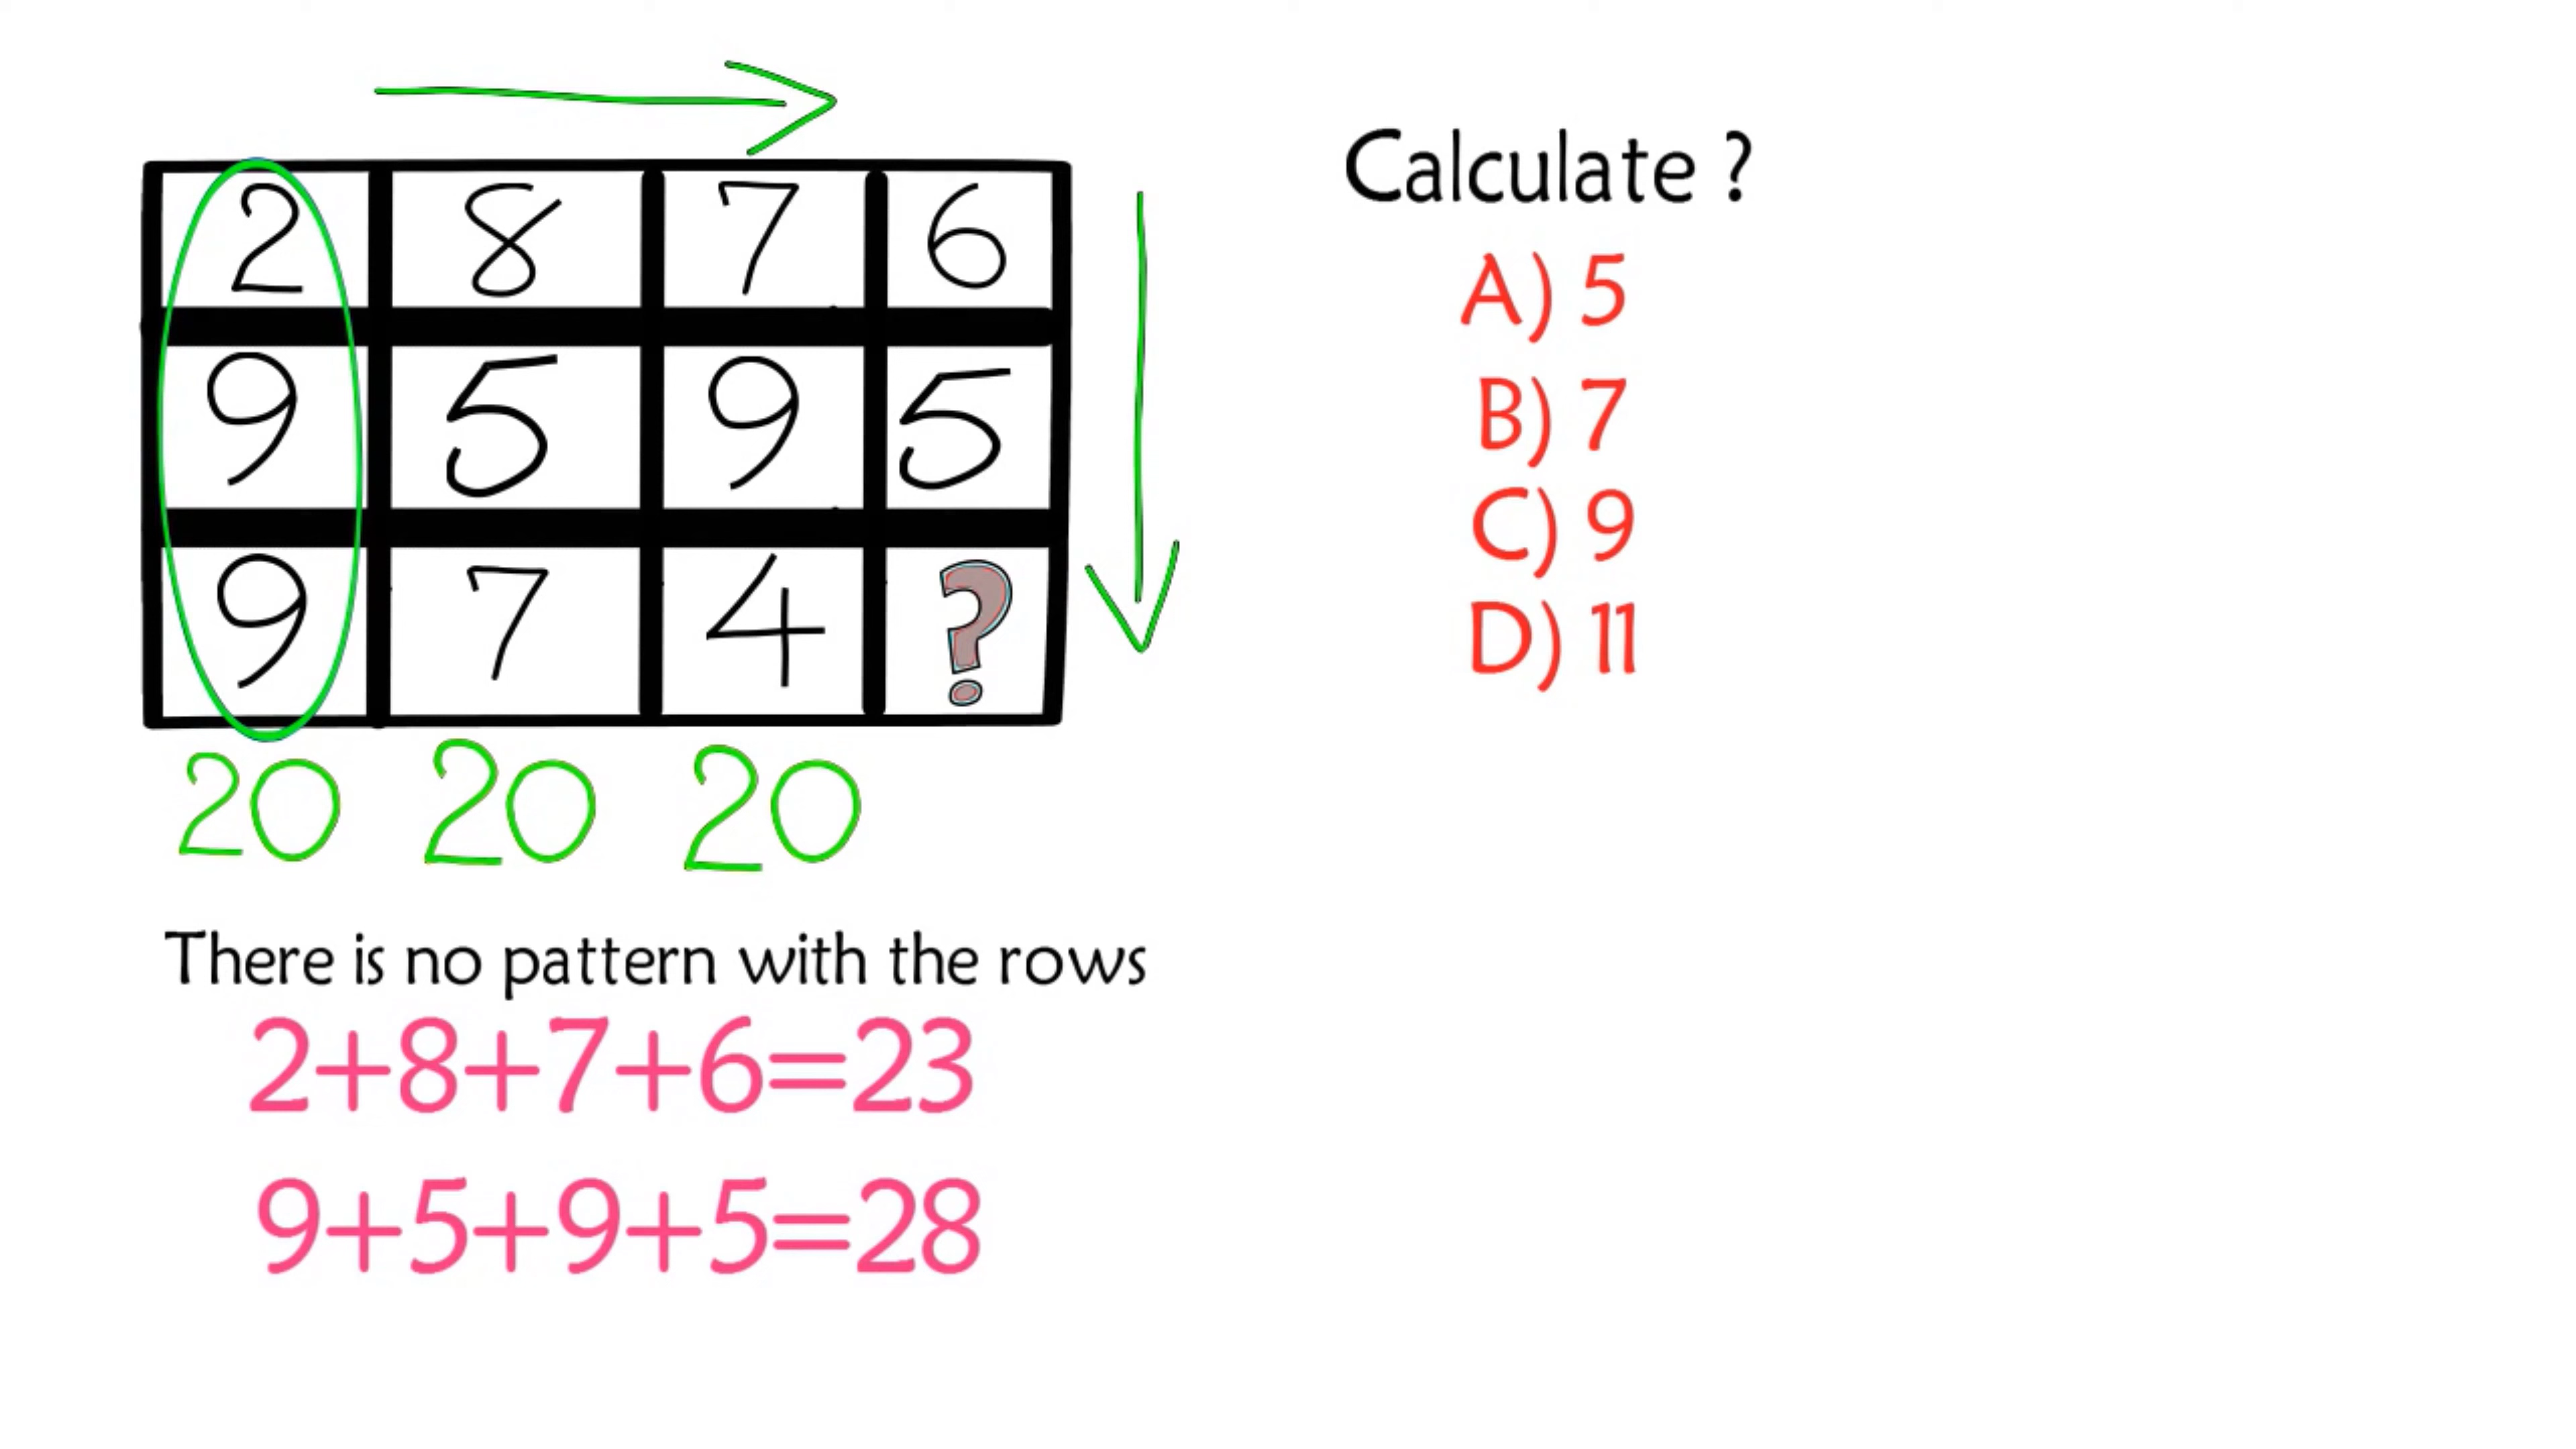 2 8 7 6
9 5 9 5
9 7 4 ?
20 20 20
There is no pattern with the rows
2+8+7+6=23
9+5+9+5=28
Calculate ?
A) 5
B) 7
C) 9
D) 11